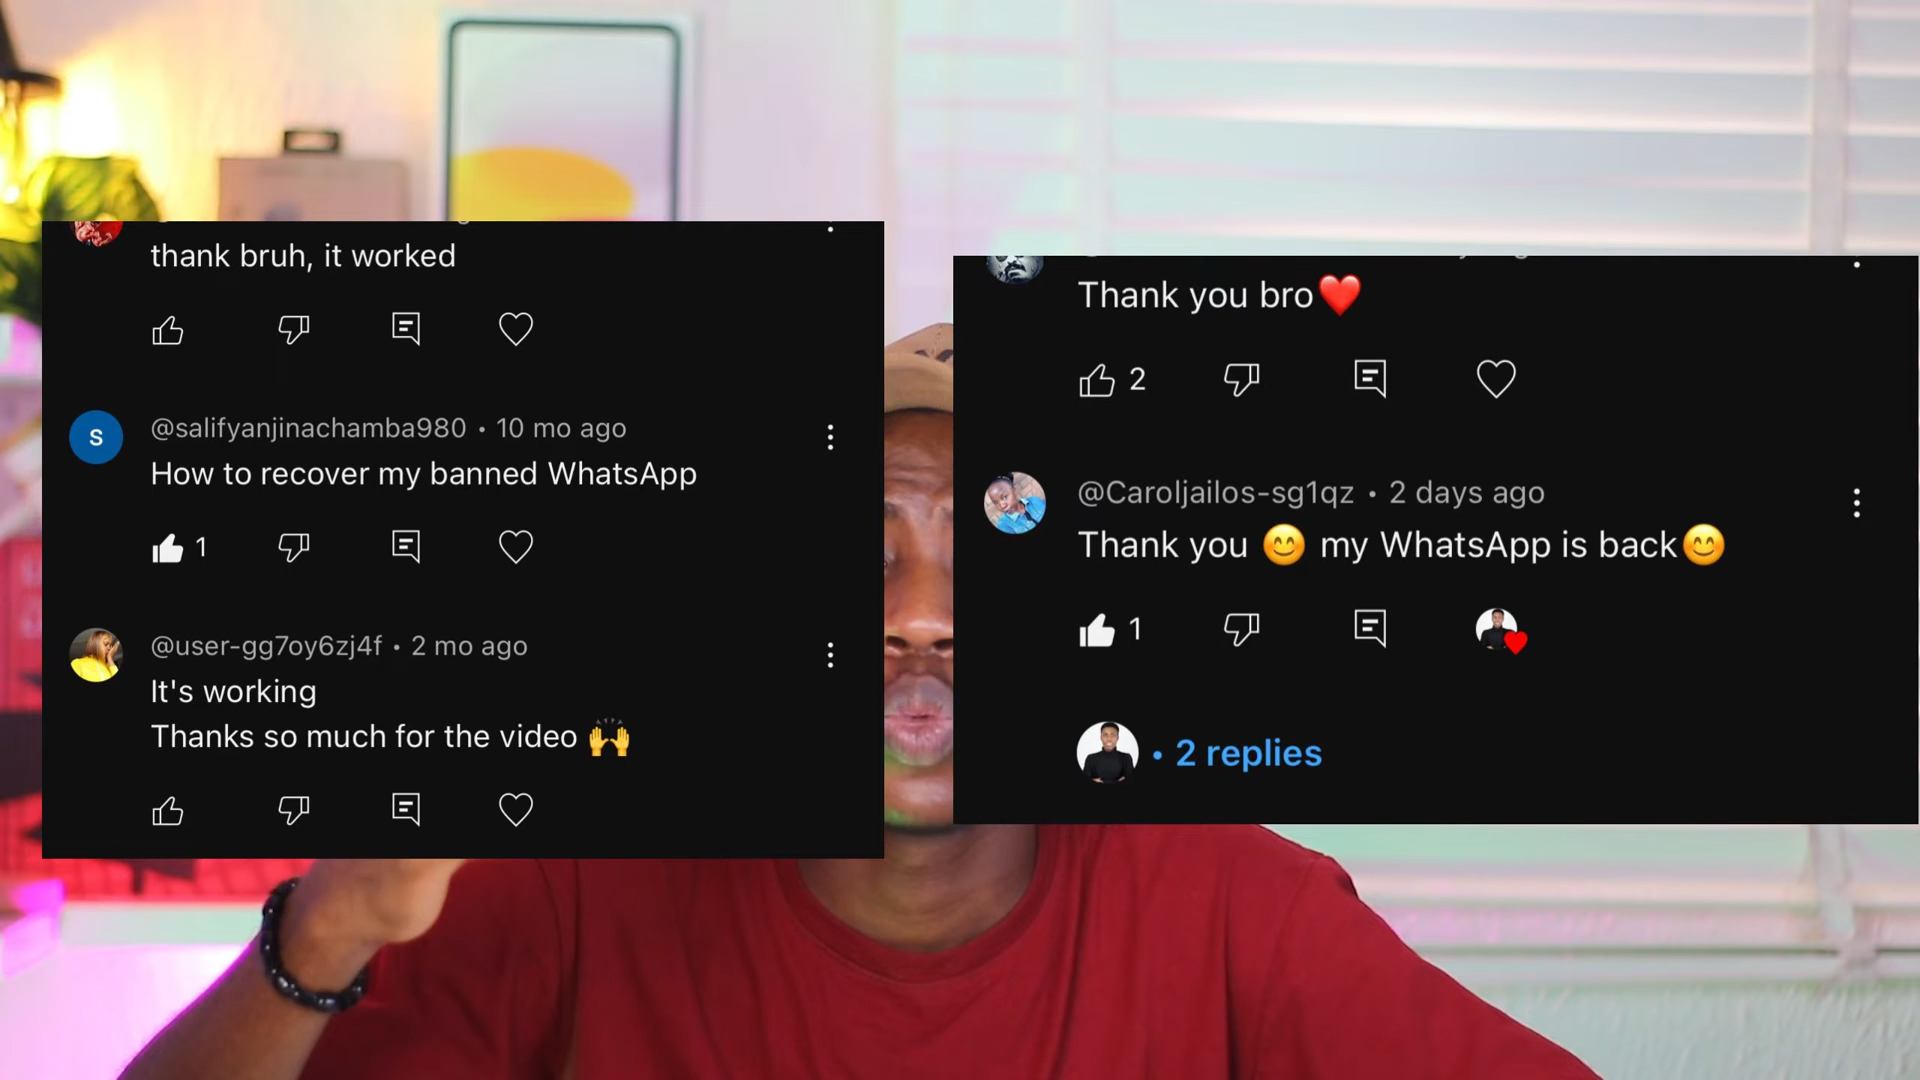 thank bruh, it worked
@salifyanjinachamba980 • 10 mo ago
How to recover my banned WhatsApp
1
@user-gg7oy6zj4f • 2 mo ago
It's working
Thanks so much for the video 🙌
Thank you bro❤️
2
@Caroljailos-sg1qz • 2 days ago
Thank you 😊 my WhatsApp is back😊
1
• 2 replies